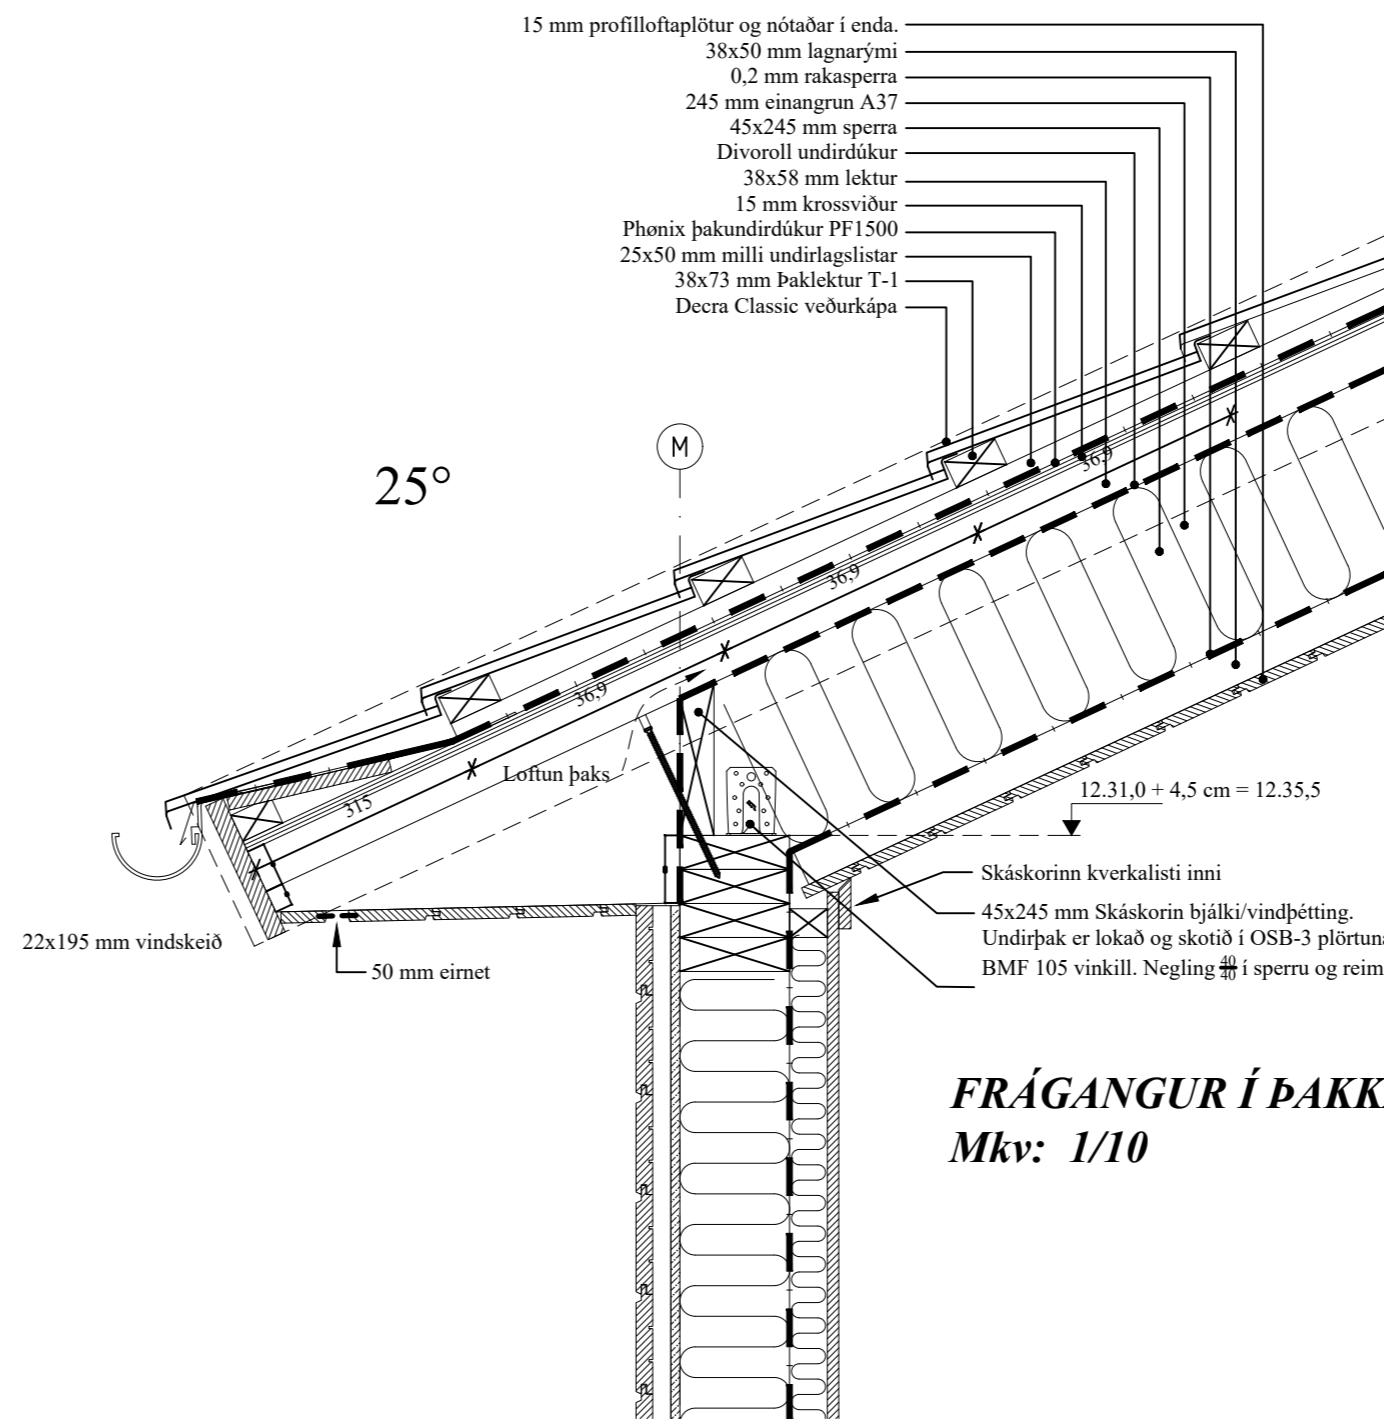 15 mm profílloftaplötur og nótaðar í enda.
38x50 mm lagnarými
0,2 mm rakasperra
245 mm einangrun A37
45x245 mm sperra
Divoroll undirdúkur
38x58 mm lektur
15 mm krossviður
Phønix þakundirdúkur PF1500
25x50 mm milli undirlagslistar
38x73 mm Þaklektur T-1
Decra Classic veðurkápa
M
25°
36,9
36,9
36,9
315
Loftun þaks
12.31,0 + 4,5 cm = 12.35,5
Skáskorinn kverkalisti inni
45x245 mm Skáskorin bjálki/vindþétting.
Undirþak er lokað og skotið í OSB-3 plörtuna
BMF 105 vinkill. Negling 40/40 í sperru og reim
22x195 mm vindskeið
50 mm eirnet
FRÁGANGUR Í ÞAKK
Mkv: 1/10